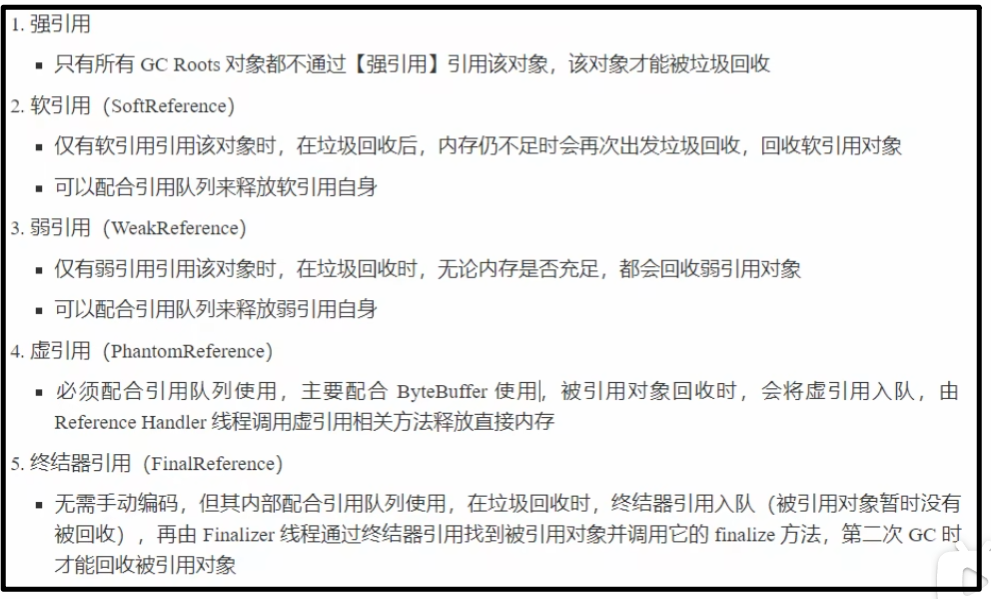 1. 强引用
▪ 只有所有 GC Roots 对象都不通过【强引用】引用该对象，该对象才能被垃圾回收
2. 软引用（SoftReference）
▪ 仅有软引用引用该对象时，在垃圾回收后，内存仍不足时会再次出发垃圾回收，回收软引用对象
▪ 可以配合引用队列来释放软引用自身
3. 弱引用（WeakReference）
▪ 仅有弱引用引用该对象时，在垃圾回收时，无论内存是否充足，都会回收弱引用对象
▪ 可以配合引用队列来释放弱引用自身
4. 虚引用（PhantomReference）
▪ 必须配合引用队列使用，主要配合 ByteBuffer 使用，被引用对象回收时，会将虚引用入队，由
Reference Handler 线程调用虚引用相关方法释放直接内存
5. 终结器引用（FinalReference）
▪ 无需手动编码，但其内部配合引用队列使用，在垃圾回收时，终结器引用入队（被引用对象暂时没有
被回收），再由 Finalizer 线程通过终结器引用找到被引用对象并调用它的 finalize 方法，第二次 GC 时
才能回收被引用对象